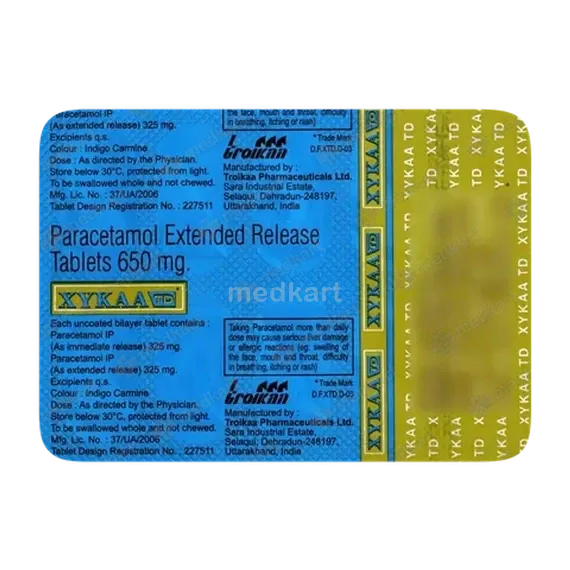 Paracetamol IP
(As extended release) 325 mg.
Excipients q.s.
Colour : Indigo Carmine
Dose : As directed by the Physician.
Store below 30°C, protected from light.
To be swallowed whole and not chewed.
Mfg. Lic. No. : 37/UA/2006
Tablet Design Registration No. : 227511
the face, mouth and throat, difficulty
in breathing, itching or rash)
troikaa
*Trade Mark
D.F.XTD.D-03
Manufactured by :
Troikaa Pharmaceuticals Ltd.
Sara Industrial Estate,
Selaqui, Dehradun-248197,
Uttarakhand, India
Paracetamol Extended Release
Tablets 650 mg.
XYKAA TD
medkart
Each uncoated bilayer tablet contains :
Paracetamol IP
(As immediate release) 325 mg.
Paracetamol IP
(As extended release) 325 mg.
Excipients q.s.
Colour : Indigo Carmine
Dose : As directed by the Physician.
Store below 30°C, protected from light.
To be swallowed whole and not chewed.
Mfg. Lic. No. : 37/UA/2006
Tablet Design Registration No. : 227511
Taking Paracetamol more than daily
dose may cause serious liver damage
or allergic reactions (eg: swelling of
the face, mouth and throat, difficulty
in breathing, itching or rash)
troikaa
*Trade Mark
D.F.XTD.D-03
Manufactured by :
Troikaa Pharmaceuticals Ltd.
Sara Industrial Estate,
Selaqui, Dehradun-248197,
Uttarakhand, India
XYKAA TD
XYKAA TD
XYKAA TD
XYKAA TD XYKAA TD XYKAA TD